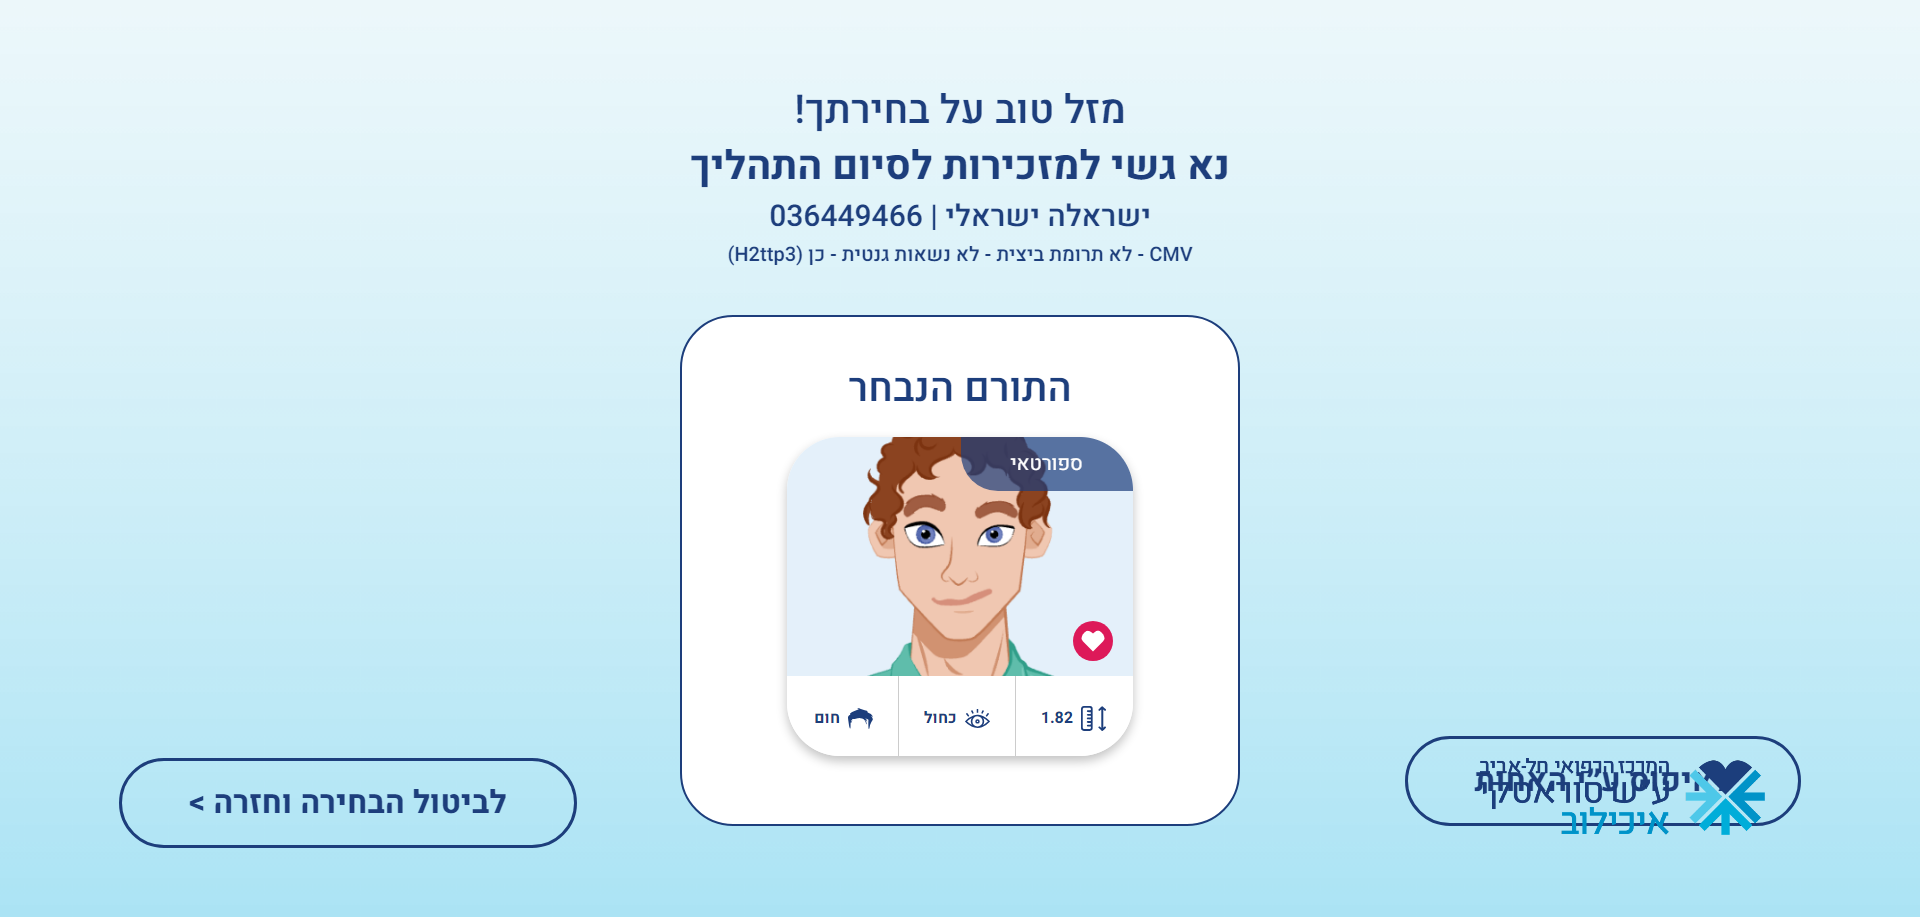 מזל טוב על בחירתך!
נא גשי למזכירות לסיום התהליך
ישראלה ישראלי | 036449466
CMV - לא תרומת ביצית - לא נשאות גנטית - כן (H2ttp3)
התורם הנבחר
ספורטאי
1.82
כחול
חום
המרכז הרפואי תל-אביב
ע"ש סוראסקי
איכילוב
ע"י האחות
לביטול הבחירה וחזרה >